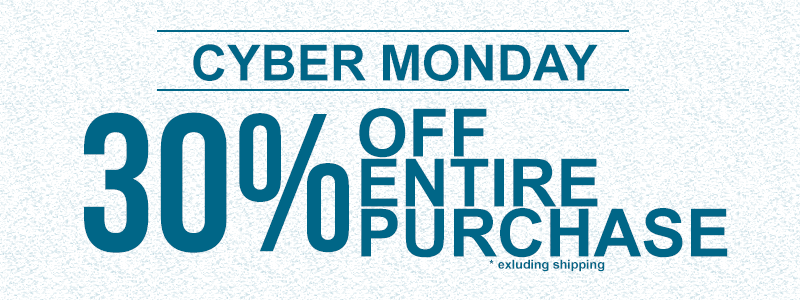 CYBER MONDAY
30% OFF
ENTIRE
PURCHASE
* exluding shipping